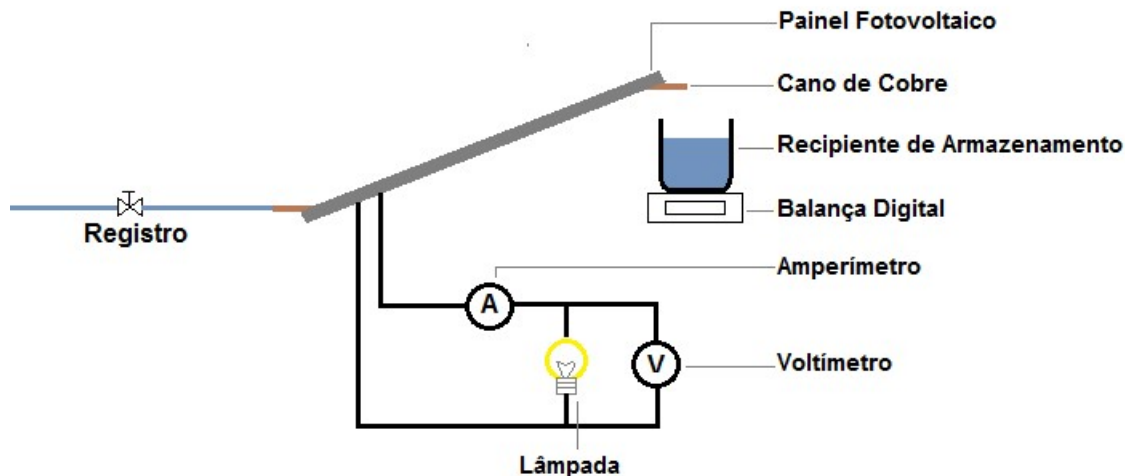 Painel Fotovoltaico
Cano de Cobre
Recipiente de Armazenamento
Balança Digital
Registro
Amperímetro
A
V
Voltímetro
Lâmpada